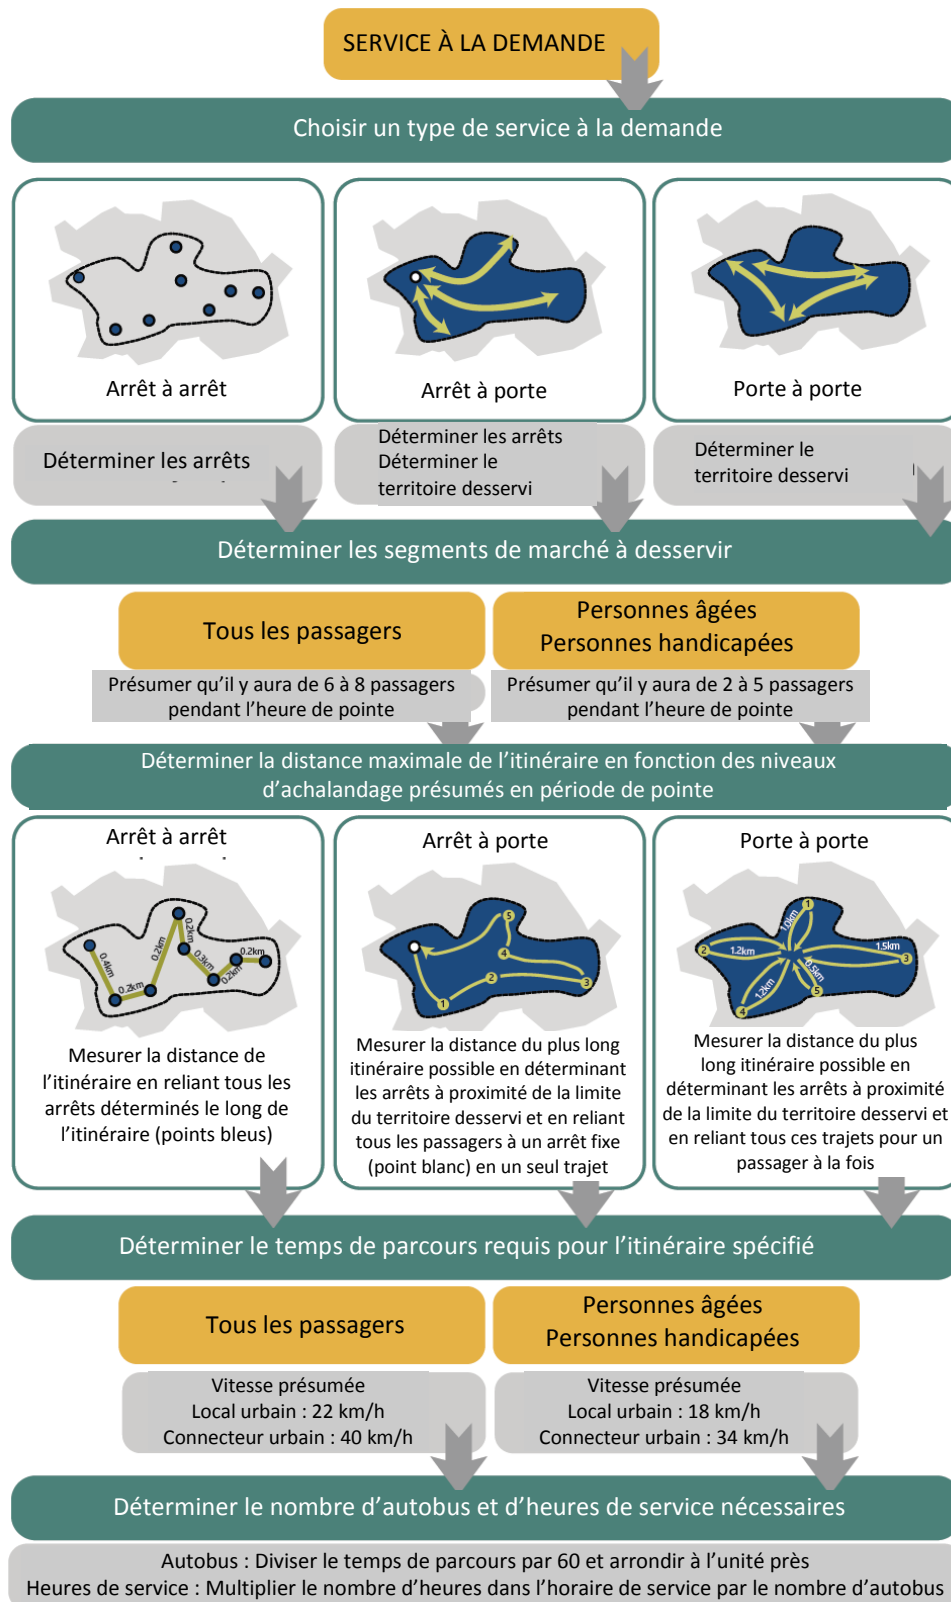 SERVICE À LA DEMANDE
Choisir un type de service à la demande
Arrêt à arrêt
Arrêt à porte
Porte à porte
Déterminer les arrêts
Déterminer les arrêts
Déterminer le
territoire desservi
Déterminer le
territoire desservi
Déterminer les segments de marché à desservir
Tous les passagers
Personnes âgées
Personnes handicapées
Présumer qu’il y aura de 6 à 8 passagers
pendant l’heure de pointe
Présumer qu’il y aura de 2 à 5 passagers
pendant l’heure de pointe
Déterminer la distance maximale de l’itinéraire en fonction des niveaux
d’achalandage présumés en période de pointe
Arrêt à arrêt
0.4km
0.2km
0.2km
0.2km
0.3km
0.2km
0.2km
Mesurer la distance de
l’itinéraire en reliant tous les
arrêts déterminés le long de
l’itinéraire (points bleus)
Arrêt à porte
5
4
2
3
1
Mesurer la distance du plus long
itinéraire possible en déterminant
les arrêts à proximité de la limite
du territoire desservi et en reliant
tous les passagers à un arrêt fixe
(point blanc) en un seul trajet
Porte à porte
1
1.0km
2
1.2km
1.5km
3
1.2km
0.5km
4
5
Mesurer la distance du plus
long itinéraire possible en
déterminant les arrêts à proximité
de la limite du territoire desservi et
en reliant tous ces trajets pour un
passager à la fois
Déterminer le temps de parcours requis pour l’itinéraire spécifié
Tous les passagers
Personnes âgées
Personnes handicapées
Vitesse présumée
Local urbain : 22 km/h
Connecteur urbain : 40 km/h
Vitesse présumée
Local urbain : 18 km/h
Connecteur urbain : 34 km/h
Déterminer le nombre d’autobus et d’heures de service nécessaires
Autobus : Diviser le temps de parcours par 60 et arrondir à l’unité près
Heures de service : Multiplier le nombre d’heures dans l’horaire de service par le nombre d’autobus